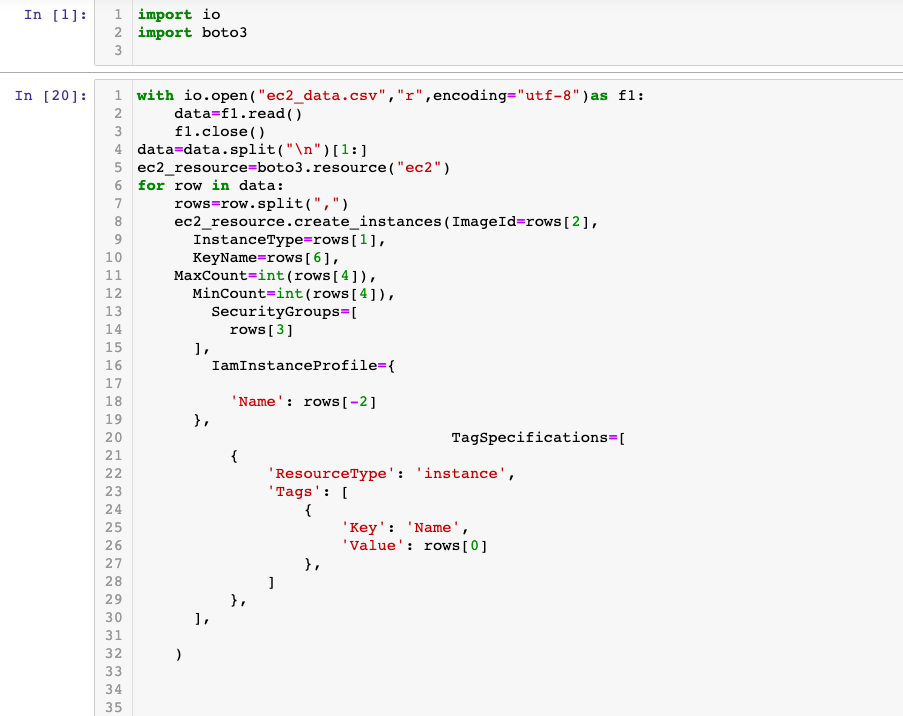 In [1]:
1 import io
2 import boto3
3
In [20]:
1 with io.open("ec2_data.csv","r",encoding="utf-8")as f1:
2     data=f1.read()
3     f1.close()
4 data=data.split("\n")[1:]
5 ec2_resource=boto3.resource("ec2")
6 for row in data:
7     rows=row.split(",")
8     ec2_resource.create_instances(ImageId=rows[2],
9       InstanceType=rows[1],
10       KeyName=rows[6],
11     MaxCount=int(rows[4]),
12       MinCount=int(rows[4]),
13         SecurityGroups=[
14           rows[3]
15       ],
16         IamInstanceProfile={
17
18           'Name': rows[-2]
19       },
20                                   TagSpecifications=[
21           {
22               'ResourceType': 'instance',
23               'Tags': [
24                   {
25                       'Key': 'Name',
26                       'Value': rows[0]
27                   },
28               ]
29           },
30       ],
31
32     )
33
34
35